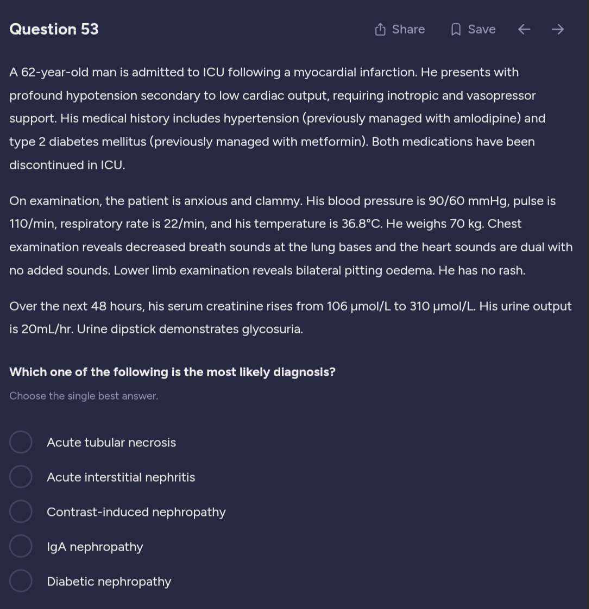 Question 53
Share
Save
A 62-year-old man is admitted to ICU following a myocardial infarction. He presents with
profound hypotension secondary to low cardiac output, requiring inotropic and vasopressor
support. His medical history includes hypertension (previously managed with amlodipine) and
type 2 diabetes mellitus (previously managed with metformin). Both medications have been
discontinued in ICU.
On examination, the patient is anxious and clammy. His blood pressure is 90/60 mmHg, pulse is
110/min, respiratory rate is 22/min, and his temperature is 36.8°C. He weighs 70 kg. Chest
examination reveals decreased breath sounds at the lung bases and the heart sounds are dual with
no added sounds. Lower limb examination reveals bilateral pitting oedema. He has no rash.
Over the next 48 hours, his serum creatinine rises from 106 µmol/L to 310 µmol/L. His urine output
is 20mL/hr. Urine dipstick demonstrates glycosuria.
Which one of the following is the most likely diagnosis?
Choose the single best answer.
Acute tubular necrosis
Acute interstitial nephritis
Contrast-induced nephropathy
IgA nephropathy
Diabetic nephropathy